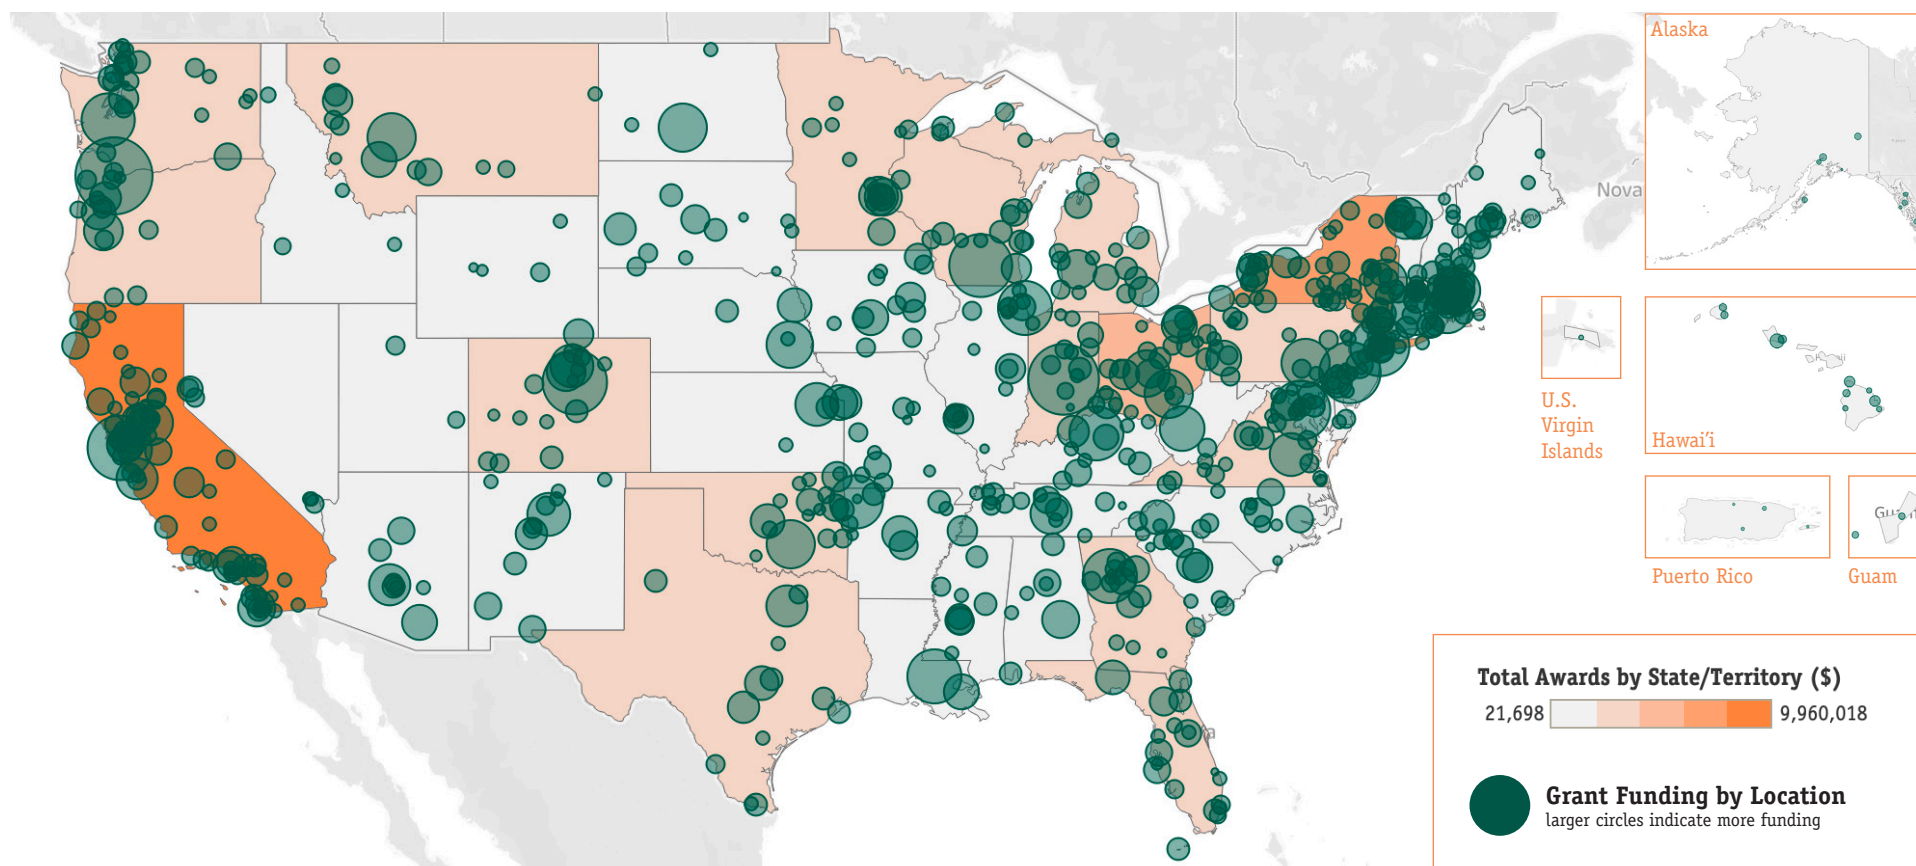 Alaska
Nova
U.S.
Virgin
Islands
Hawai'i
Puerto Rico
Guam
Total Awards by State/Territory ($)
21,698
9,960,018
Grant Funding by Location
larger circles indicate more funding